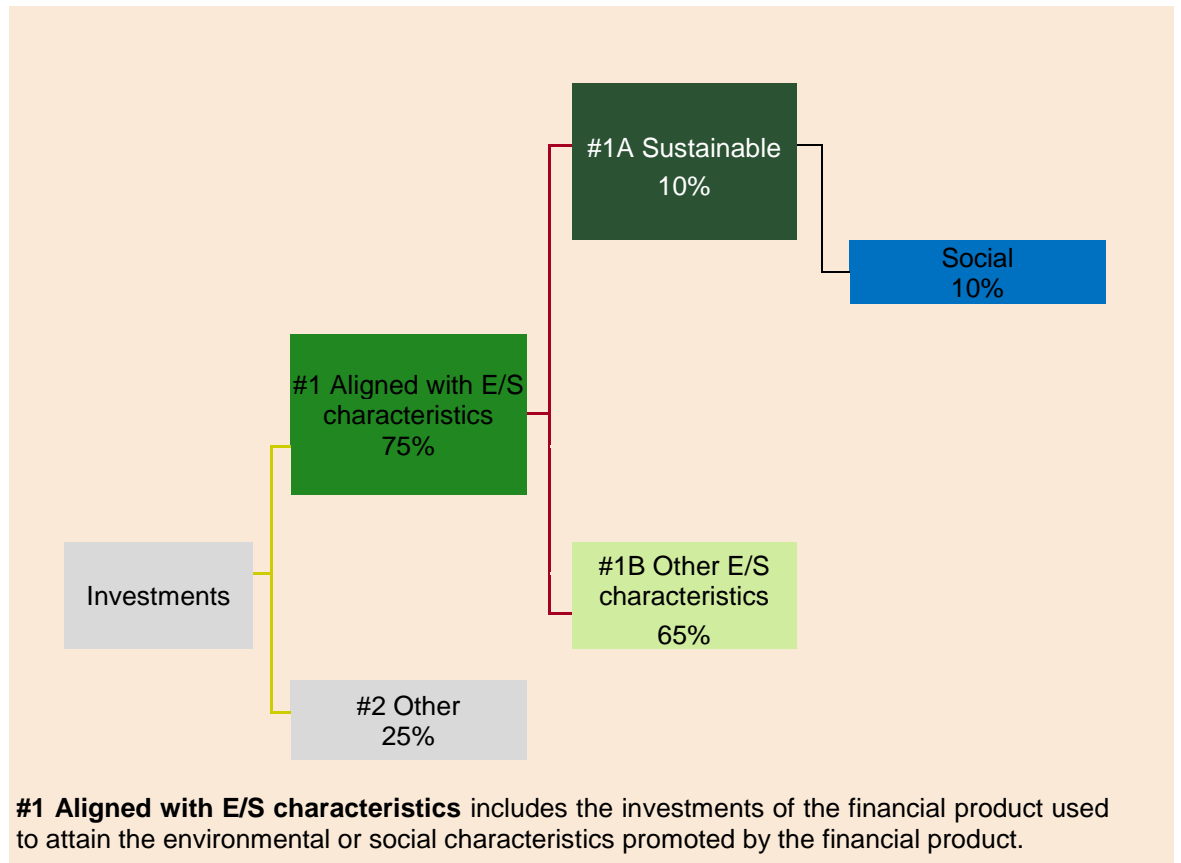 #1A Sustainable
10%
Social
10%
#1 Aligned with E/S
characteristics
75%
#1B Other E/S
characteristics
65%
Investments
#2 Other
25%
#1 Aligned with E/S characteristics includes the investments of the financial product used
to attain the environmental or social characteristics promoted by the financial product.